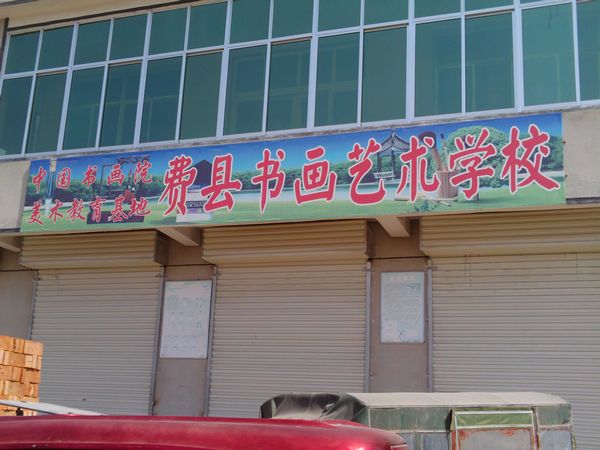 中国书画院
美术教育基地
费县书画艺术学校